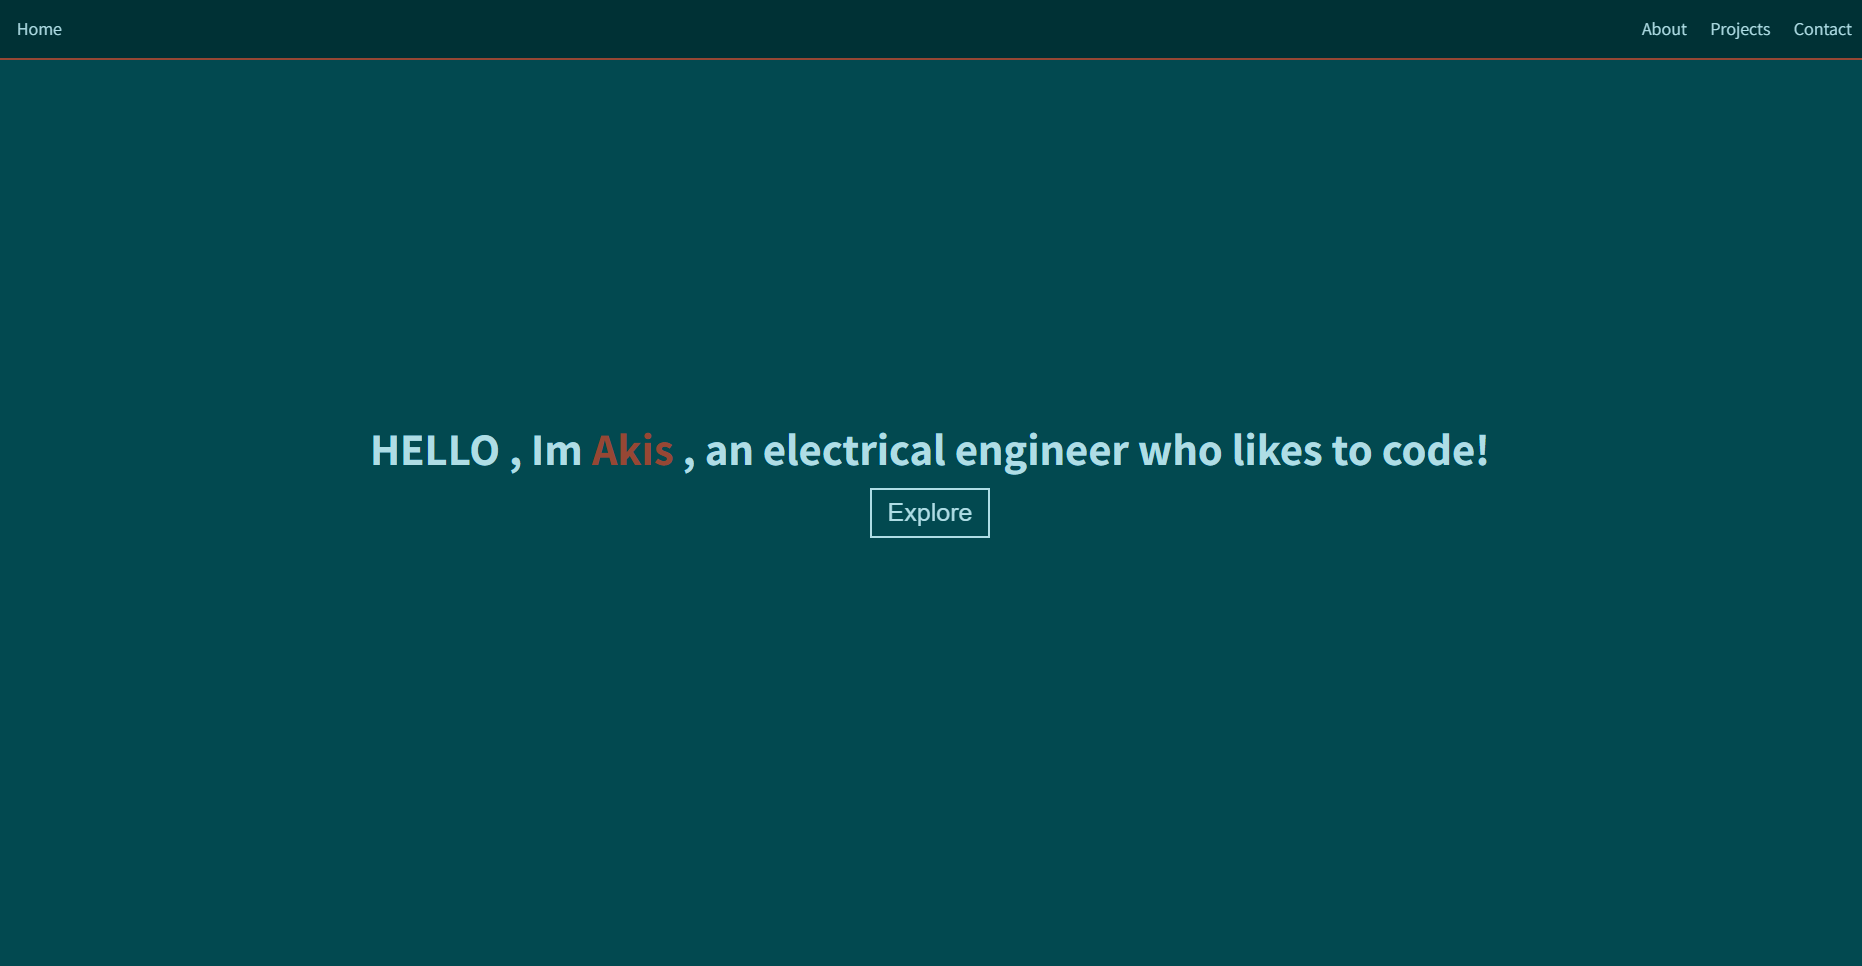 Home About Projects Contact
HELLO , Im Akis , an electrical engineer who likes to code!
Explore